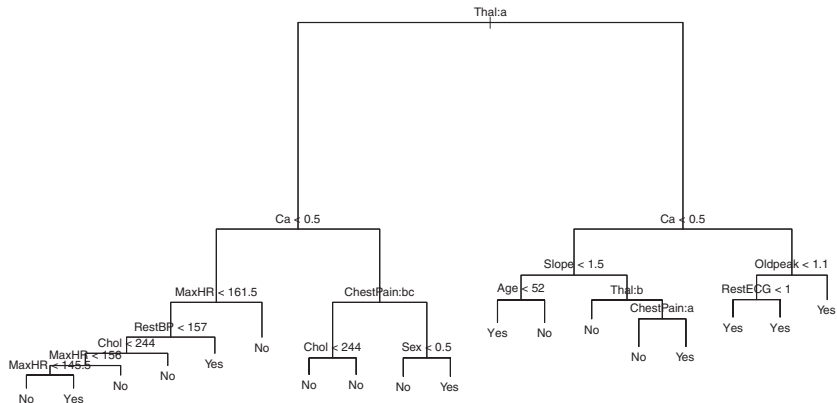 Thal:a
Ca < 0.5
Ca < 0.5
Slope < 1.5
Oldpeak < 1.1
MaxHR < 161.5
ChestPain:bc
Age < 52
Thal:b
RestECG < 1
ChestPain:a
Yes
RestBP < 157
Yes
No
No
Yes
Yes
Chol < 244
No
Chol < 244
Sex < 0.5
No
Yes
MaxHR < 156
Yes
MaxHR < 145.5
No
No
No
No
No
Yes
No
Yes